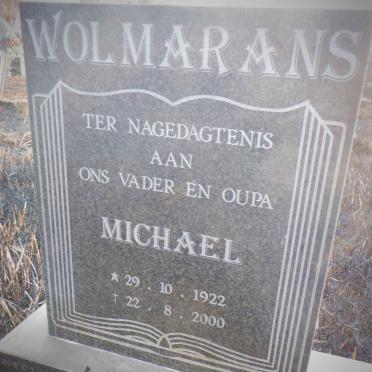 WOLMARANS
TER NAGEDAGTENIS
AAN
ONS VADER EN OUPA
MICHAEL
★ 29 . 10 . 1922
† 22 . 8 . 2000